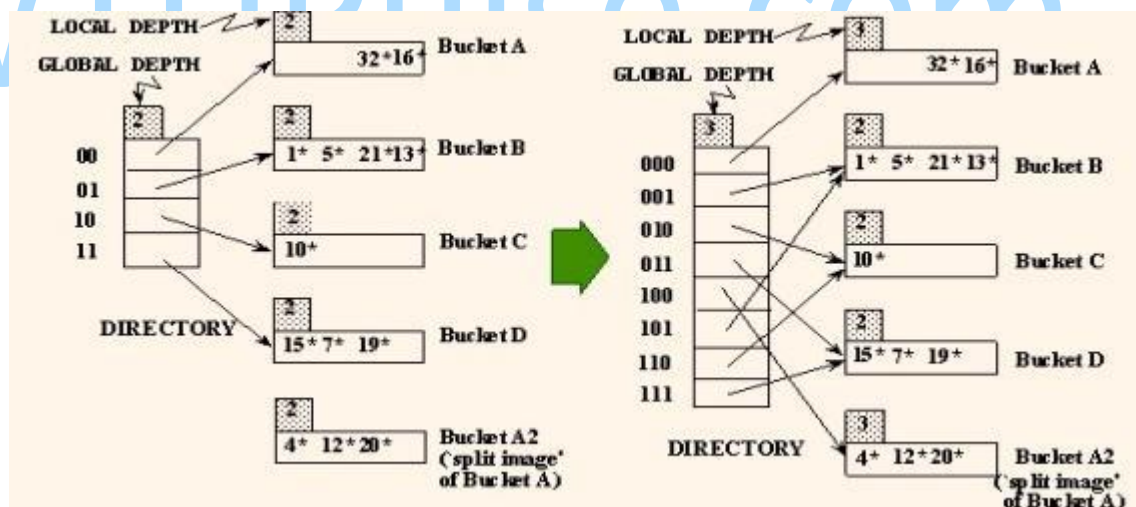 LOCAL DEPTH
2
32* 16*
Bucket A
GLOBAL DEPTH
2
2
1* 5* 21*13*
Bucket B
00
01
10
11
2
10*
Bucket C
DIRECTORY
2
15* 7* 19*
Bucket D
2
4* 12*20*
Bucket A2
('split image'
of Bucket A)
LOCAL DEPTH
3
32* 16*
Bucket A
GLOBAL DEPTH
3
2
1* 5* 21*13*
Bucket B
000
001
010
011
100
101
110
111
2
10*
Bucket C
2
15* 7* 19*
Bucket D
DIRECTORY
3
4* 12*20*
Bucket A2
('split image'
of Bucket A)